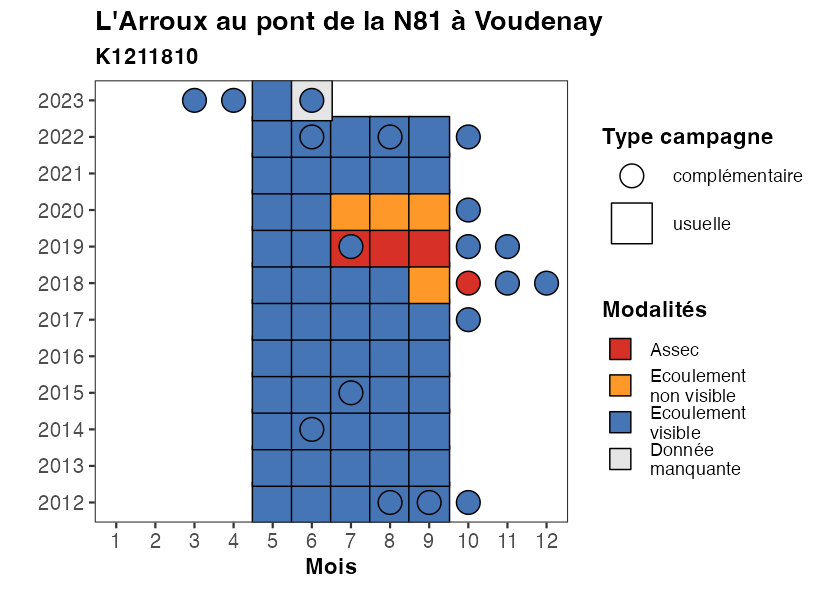 L'Arroux au pont de la N81 à Voudenay
K1211810
2023
2022
2021
2020
2019
2018
2017
2016
2015
2014
2013
2012
1 2 3 4 5 6 7 8 9 10 11 12
Mois
Type campagne
complémentaire
usuelle
Modalités
Assec
Ecoulement
non visible
Ecoulement
visible
Donnée
manquante